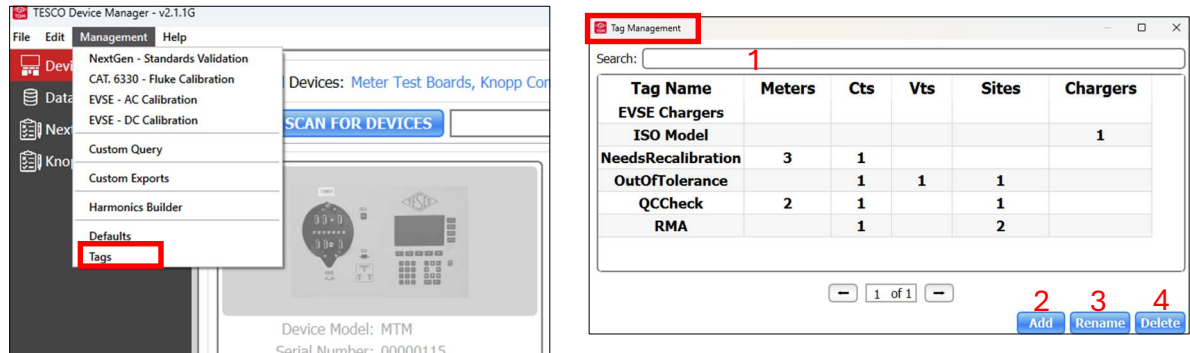 TESCO Device Manager - v2.1.1G
File Edit Management Help
NextGen - Standards Validation
CAT. 6330 - Fluke Calibration
EVSE - AC Calibration
EVSE - DC Calibration
Custom Query
Custom Exports
Harmonics Builder
Defaults
Tags
Devi
Data
Next
Knop
Devices: Meter Test Boards, Knopp Con
SCAN FOR DEVICES
TESCO
Device Model: MTM
Serial Number: 00000115
Tag Management
Search:
1
Tag Name Meters Cts Vts Sites Chargers
EVSE Chargers
ISO Model 1
NeedsRecalibration 3 1
OutOfTolerance 1 1 1
QCCheck 2 1 1
RMA 1 2
1 of 1
2 3 4
Add Rename Delete